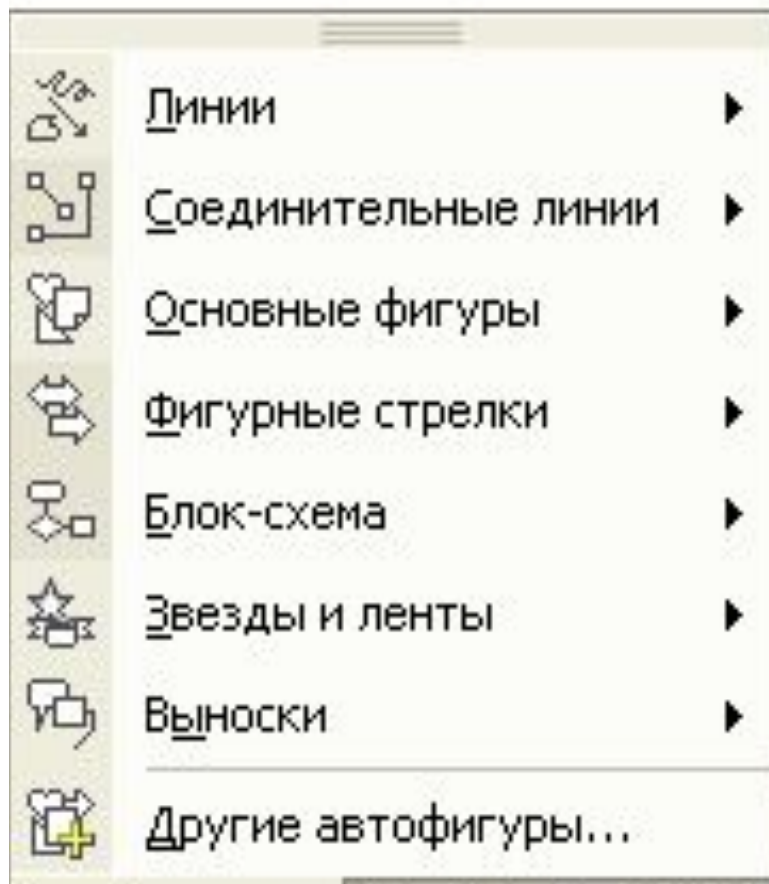 Линии
Соединительные линии
Основные фигуры
Фигурные стрелки
Блок-схема
Звезды и ленты
Выноски
Другие автофигуры...